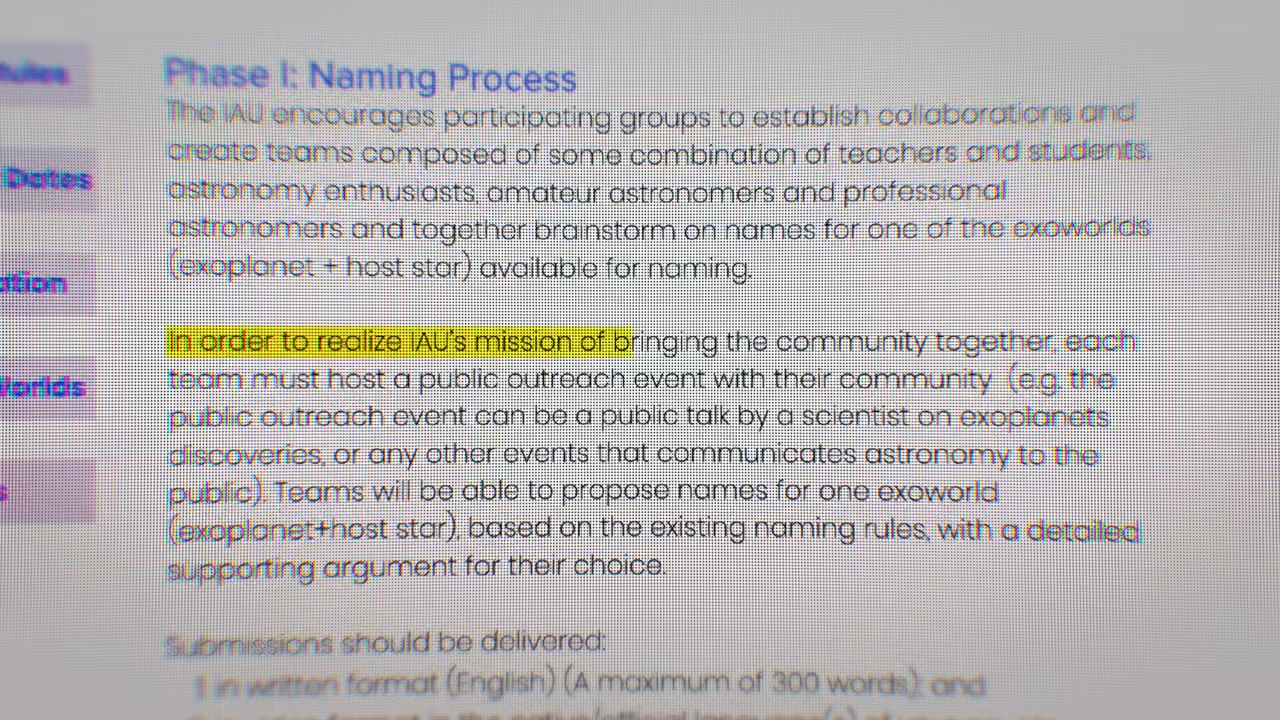 Rules
Phase I: Naming Process
The IAU encourages participating groups to establish collaborations and
create teams composed of some combination of teachers and students,
Dates
astronomy enthusiasts, amateur astronomers and professional
astronomers and together brainstorm on names for one of the exoworlds
(exoplanet + host star) available for naming.
In order to realize IAU's mission of bringing the community together, each
team must host a public outreach event with their community (e.g. the
Worlds
public outreach event can be a public talk by a scientist on exoplanets
discoveries, or any other events that communicates astronomy to the
public). Teams will be able to propose names for one exoworld
(exoplanet+host star), based on the existing naming rules, with a detailed
supporting argument for their choice.
Submissions should be delivered:
1. in written format (English) (A maximum of 300 words); and